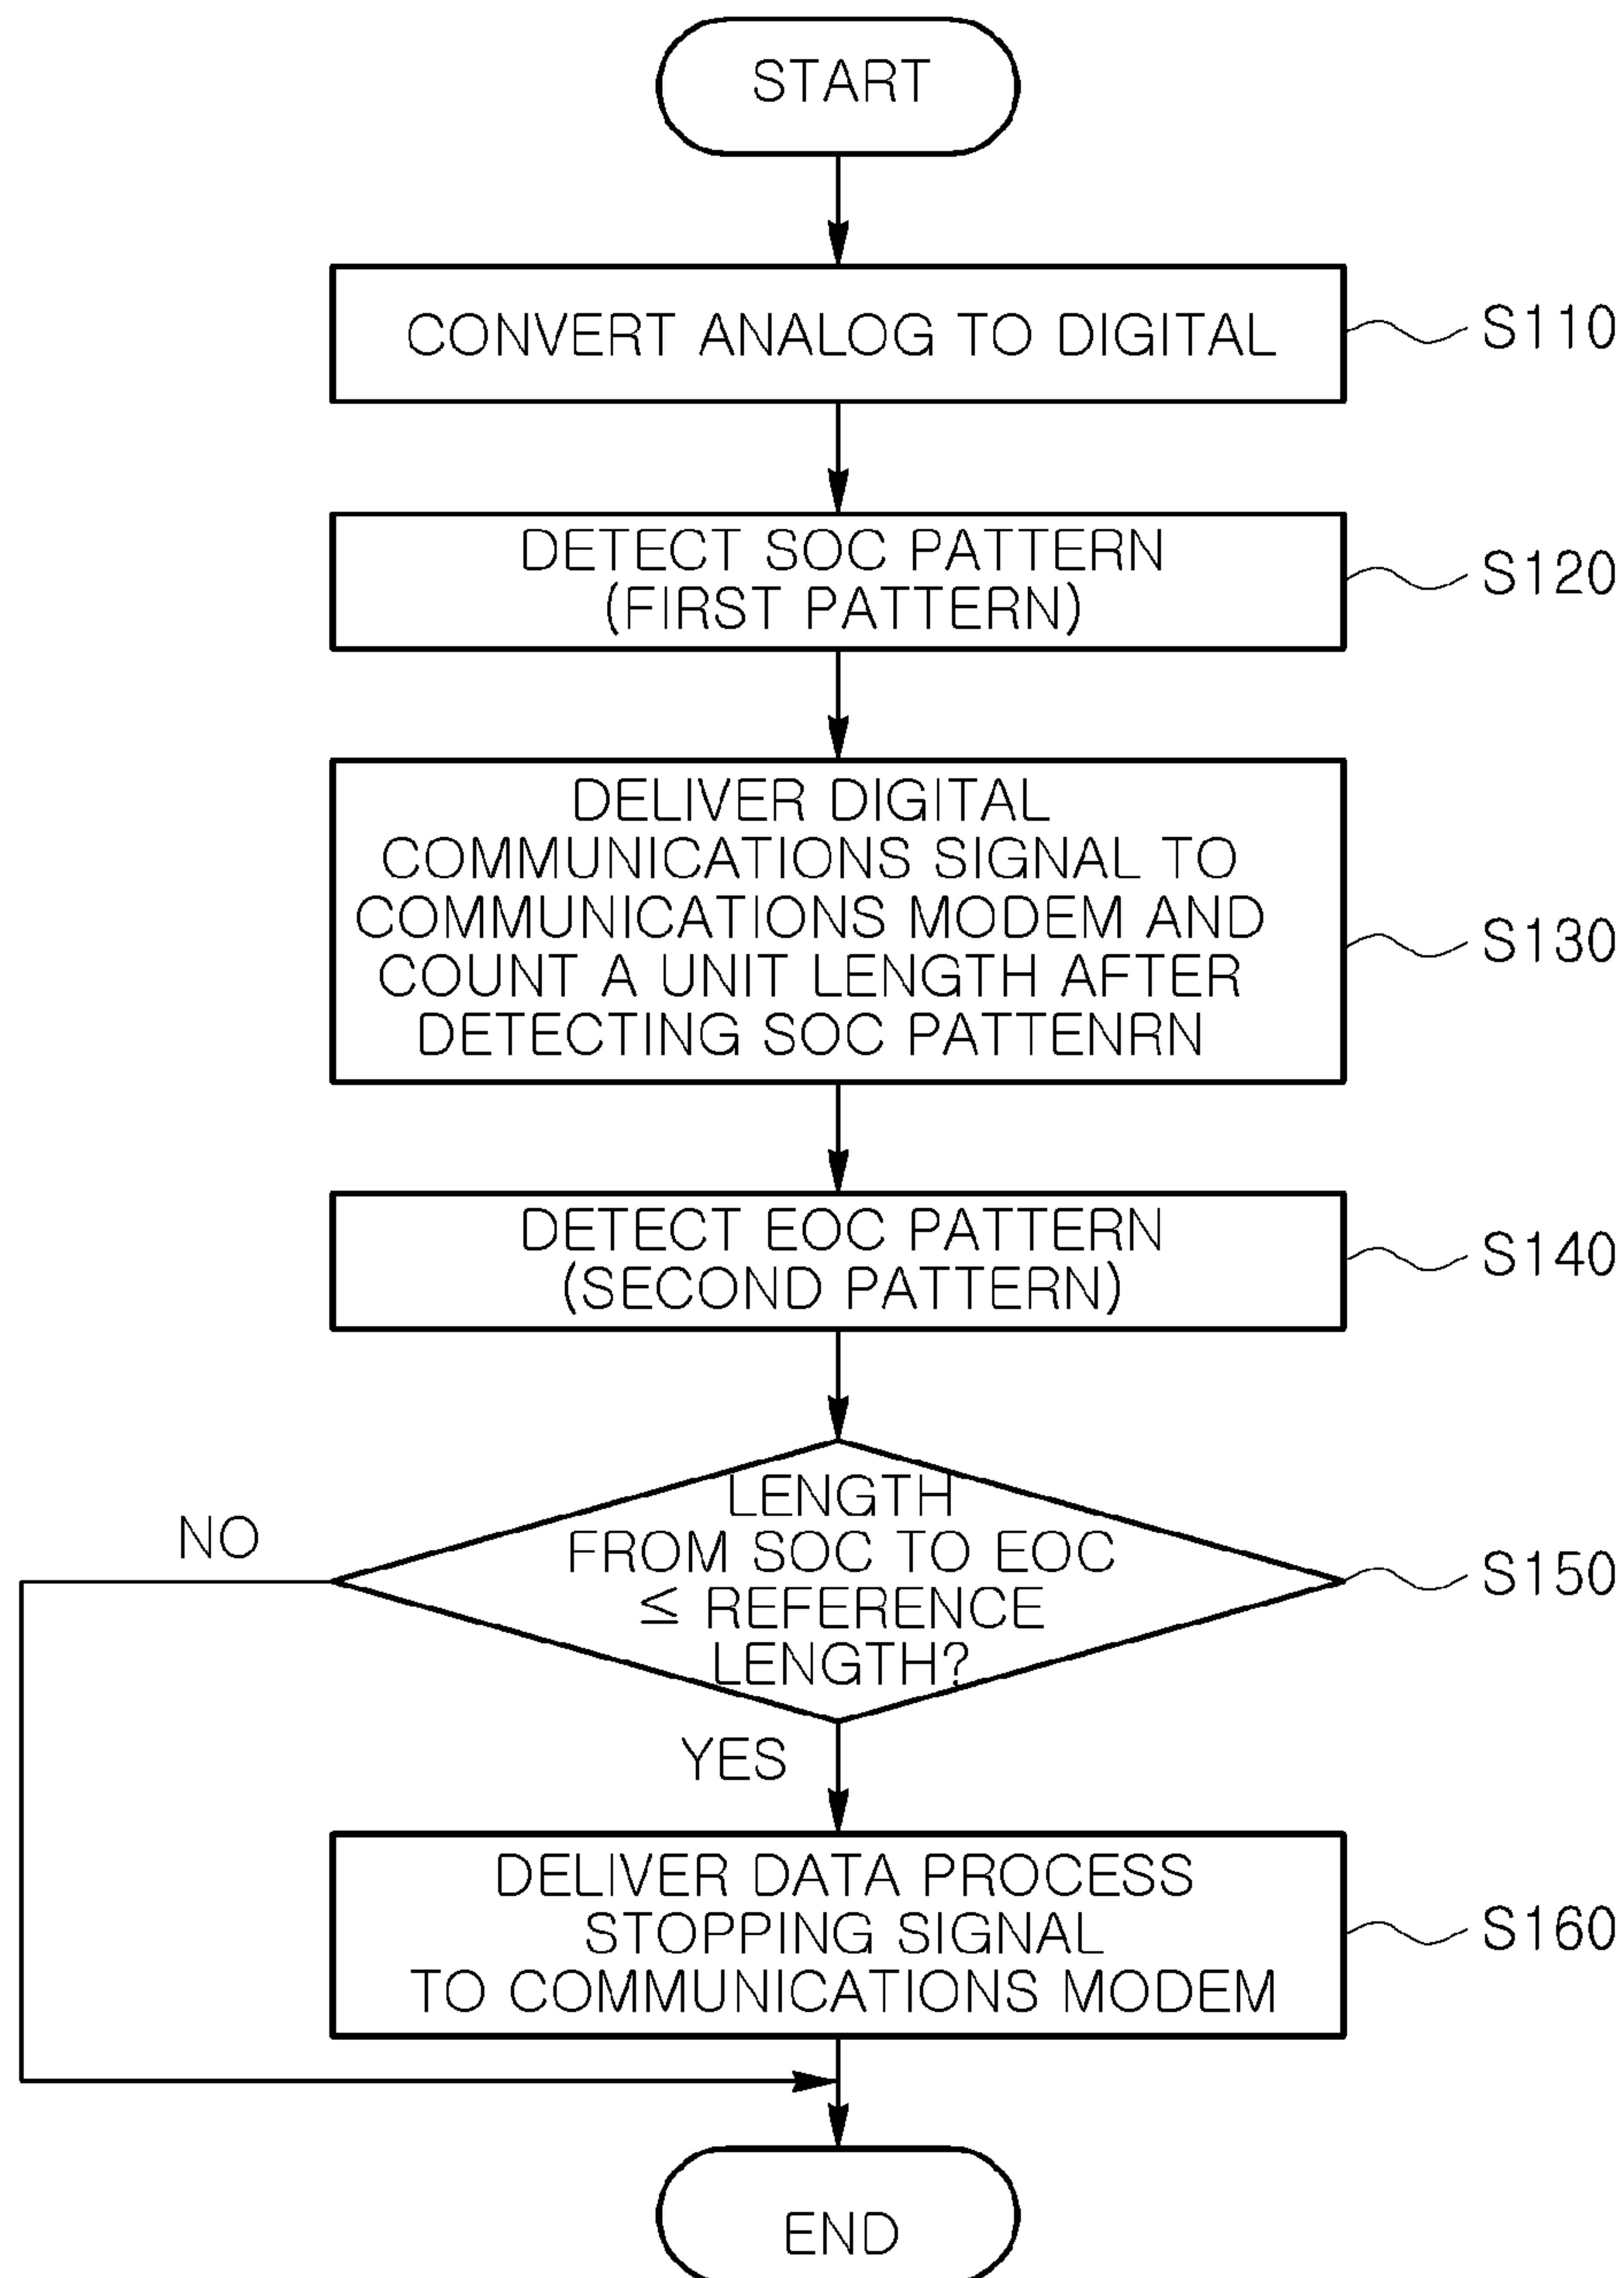 START
CONVERT ANALOG TO DIGITAL
S110
DETECT SOC PATTERN
(FIRST PATTERN)
S120
DELIVER DIGITAL
COMMUNICATIONS SIGNAL TO
COMMUNICATIONS MODEM AND
COUNT A UNIT LENGTH AFTER
DETECTING SOC PATTENRN
S130
DETECT EOC PATTERN
(SECOND PATTERN)
S140
LENGTH
FROM SOC TO EOC
≤ REFERENCE
LENGTH?
S150
NO
YES
DELIVER DATA PROCESS
STOPPING SIGNAL
TO COMMUNICATIONS MODEM
S160
END